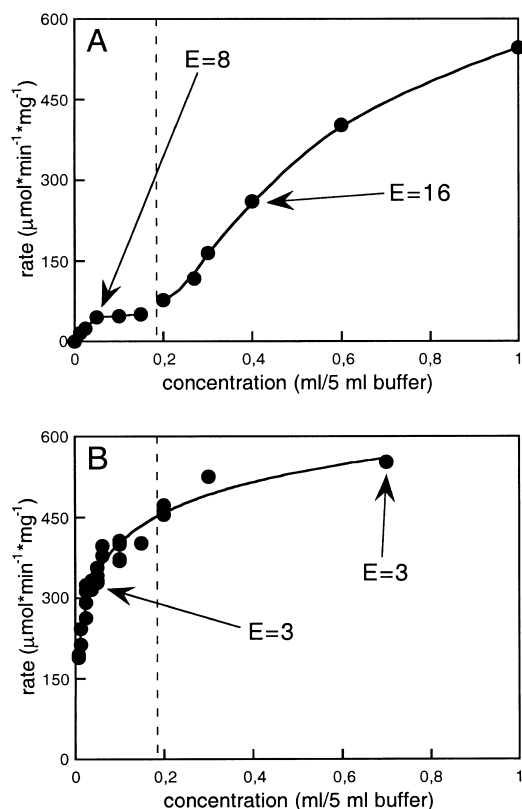 600
A
E=8
450
300
E=16
150
0
0 0,2 0,4 0,6 0,8 1
rate (μmol*min⁻¹*mg⁻¹)
concentration (ml/5 ml buffer)
600
B
450
300
E=3
E=3
150
0
0 0,2 0,4 0,6 0,8 1
rate (μmol*min⁻¹*mg⁻¹)
concentration (ml/5 ml buffer)